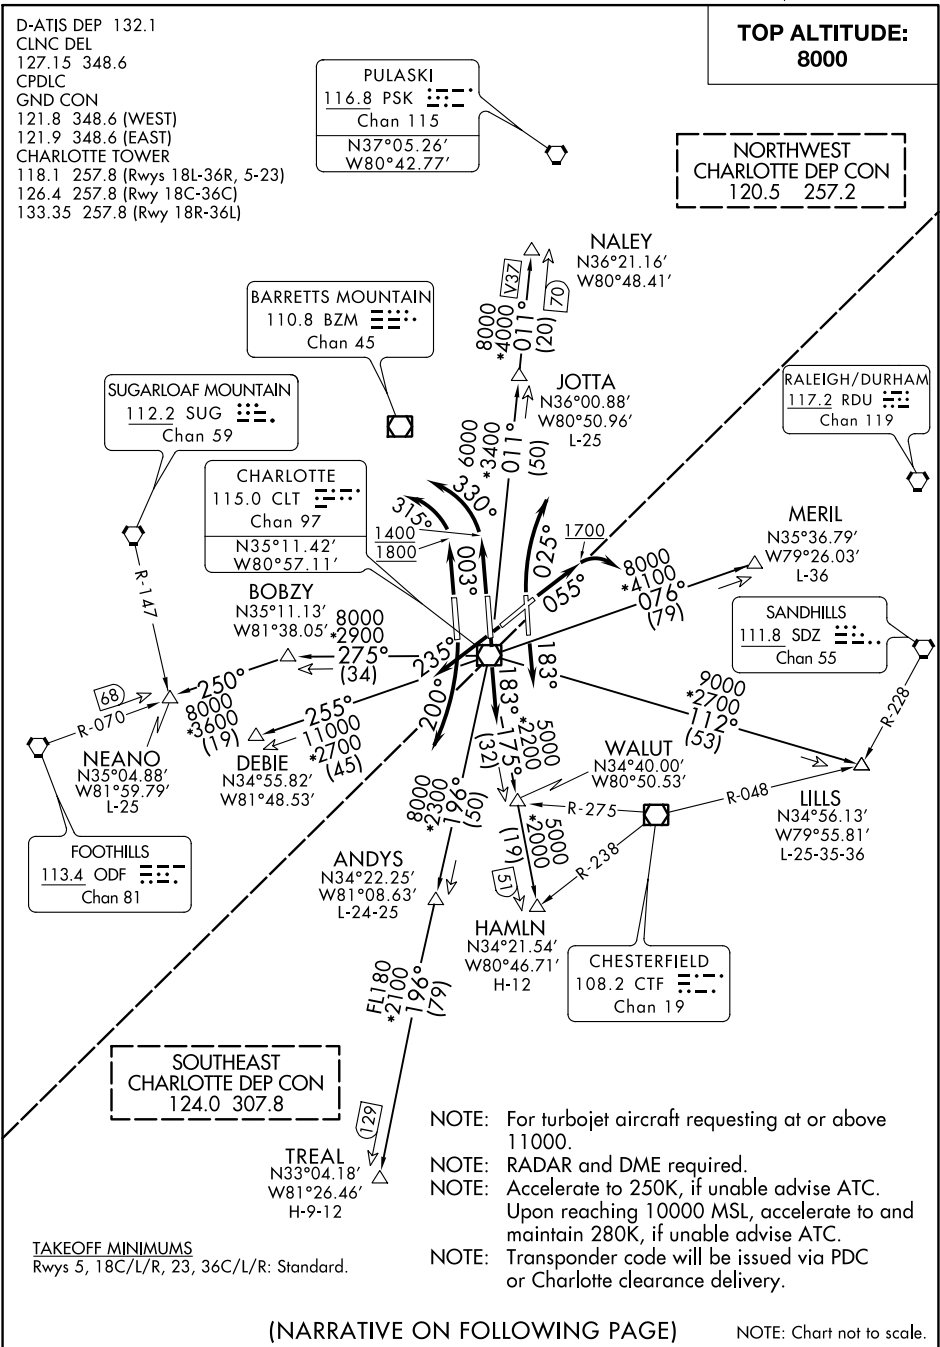 D-ATIS DEP 132.1
CLNC DEL
127.15 348.6
CPDLC
GND CON
121.8 348.6 (WEST)
121.9 348.6 (EAST)
CHARLOTTE TOWER
118.1 257.8 (Rwys 18L-36R, 5-23)
126.4 257.8 (Rwy 18C-36C)
133.35 257.8 (Rwy 18R-36L)
TOP ALTITUDE:
8000
PULASKI
116.8 PSK
Chan 115
N37°05.26'
W80°42.77'
NORTHWEST
CHARLOTTE DEP CON
120.5 257.2
NALEY
N36°21.16'
W80°48.41'
V37
70
8000
*4000
011°
(20)
BARRETTS MOUNTAIN
110.8 BZM
Chan 45
JOTTA
N36°00.88'
W80°50.96'
L-25
6000
*3400
011°
(50)
SUGARLOAF MOUNTAIN
112.2 SUG
Chan 59
RALEIGH/DURHAM
117.2 RDU
Chan 119
CHARLOTTE
115.0 CLT
Chan 97
N35°11.42'
W80°57.11'
330°
315°
1400
1800
003°
025°
055°
1700
MERIL
N35°36.79'
W79°26.03'
L-36
8000
*4100
076°
(79)
BOBZY
N35°11.13'
W81°38.05'
8000
*2900
275°
(34)
R-147
SANDHILLS
111.8 SDZ
Chan 55
R-228
235°
200°
183°
183°
250°
8000
*3600
(19)
68
R-070
255°
11000
*2700
(45)
NEANO
N35°04.88'
W81°59.79'
L-25
DEBIE
N34°55.82'
W81°48.53'
9000
*2700
112°
(53)
5000
*2200
175°
(32)
WALUT
N34°40.00'
W80°50.53'
R-275
R-048
R-238
LILLS
N34°56.13'
W79°55.81'
L-25-35-36
8000
*2300
196°
(50)
5000
*2000
(19)
51
FOOTHILLS
113.4 ODF
Chan 81
ANDYS
N34°22.25'
W81°08.63'
L-24-25
HAMLN
N34°21.54'
W80°46.71'
H-12
CHESTERFIELD
108.2 CTF
Chan 19
FL180
*2100
196°
(79)
SOUTHEAST
CHARLOTTE DEP CON
124.0 307.8
129
TREAL
N33°04.18'
W81°26.46'
H-9-12
NOTE: For turbojet aircraft requesting at or above
11000.
NOTE: RADAR and DME required.
NOTE: Accelerate to 250K, if unable advise ATC.
Upon reaching 10000 MSL, accelerate to and
maintain 280K, if unable advise ATC.
NOTE: Transponder code will be issued via PDC
or Charlotte clearance delivery.
TAKEOFF MINIMUMS
Rwys 5, 18C/L/R, 23, 36C/L/R: Standard.
(NARRATIVE ON FOLLOWING PAGE)
NOTE: Chart not to scale.